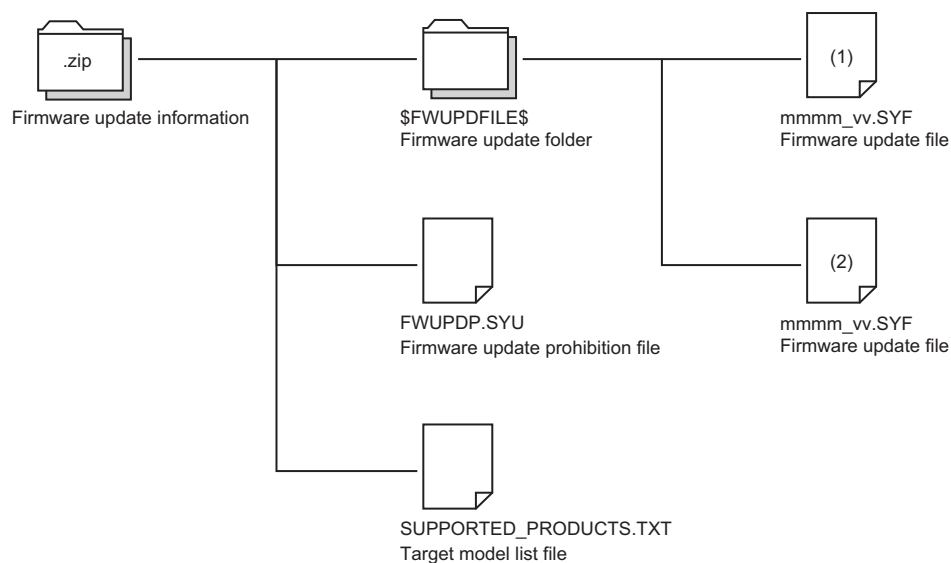 .zip
Firmware update information
$FWUPDFILE$
Firmware update folder
(1)
mmmm_vv.SYF
Firmware update file
FWUPDP.SYU
Firmware update prohibition file
(2)
mmmm_vv.SYF
Firmware update file
SUPPORTED_PRODUCTS.TXT
Target model list file